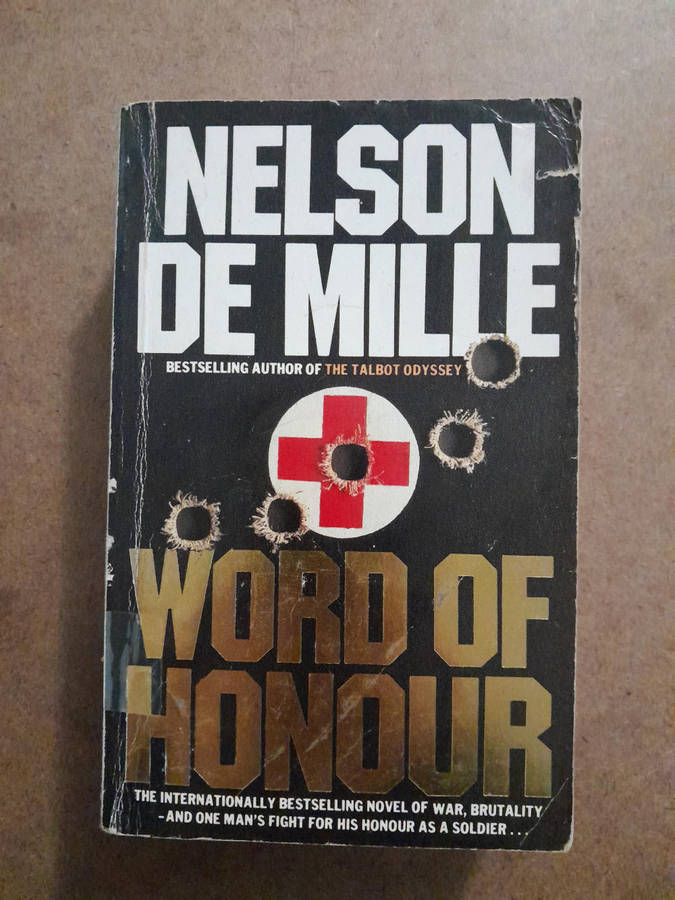 NELSON
DE MILLE
BESTSELLING AUTHOR OF THE TALBOT ODYSSEY
WORD OF
HONOUR
THE INTERNATIONALLY BESTSELLING NOVEL OF WAR, BRUTALITY
-AND ONE MAN'S FIGHT FOR HIS HONOUR AS A SOLDIER...